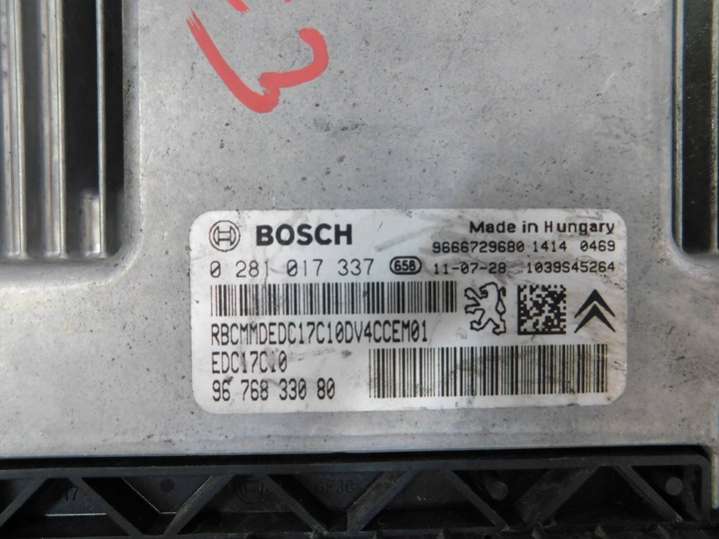 BOSCH
Made in Hungary
9666729680 1414 0469
0 281 017 337 658 11-07-28 1039S45264
RBCMMDEDC17C10DV4CCEM01
EDC17C10
96 768 330 80